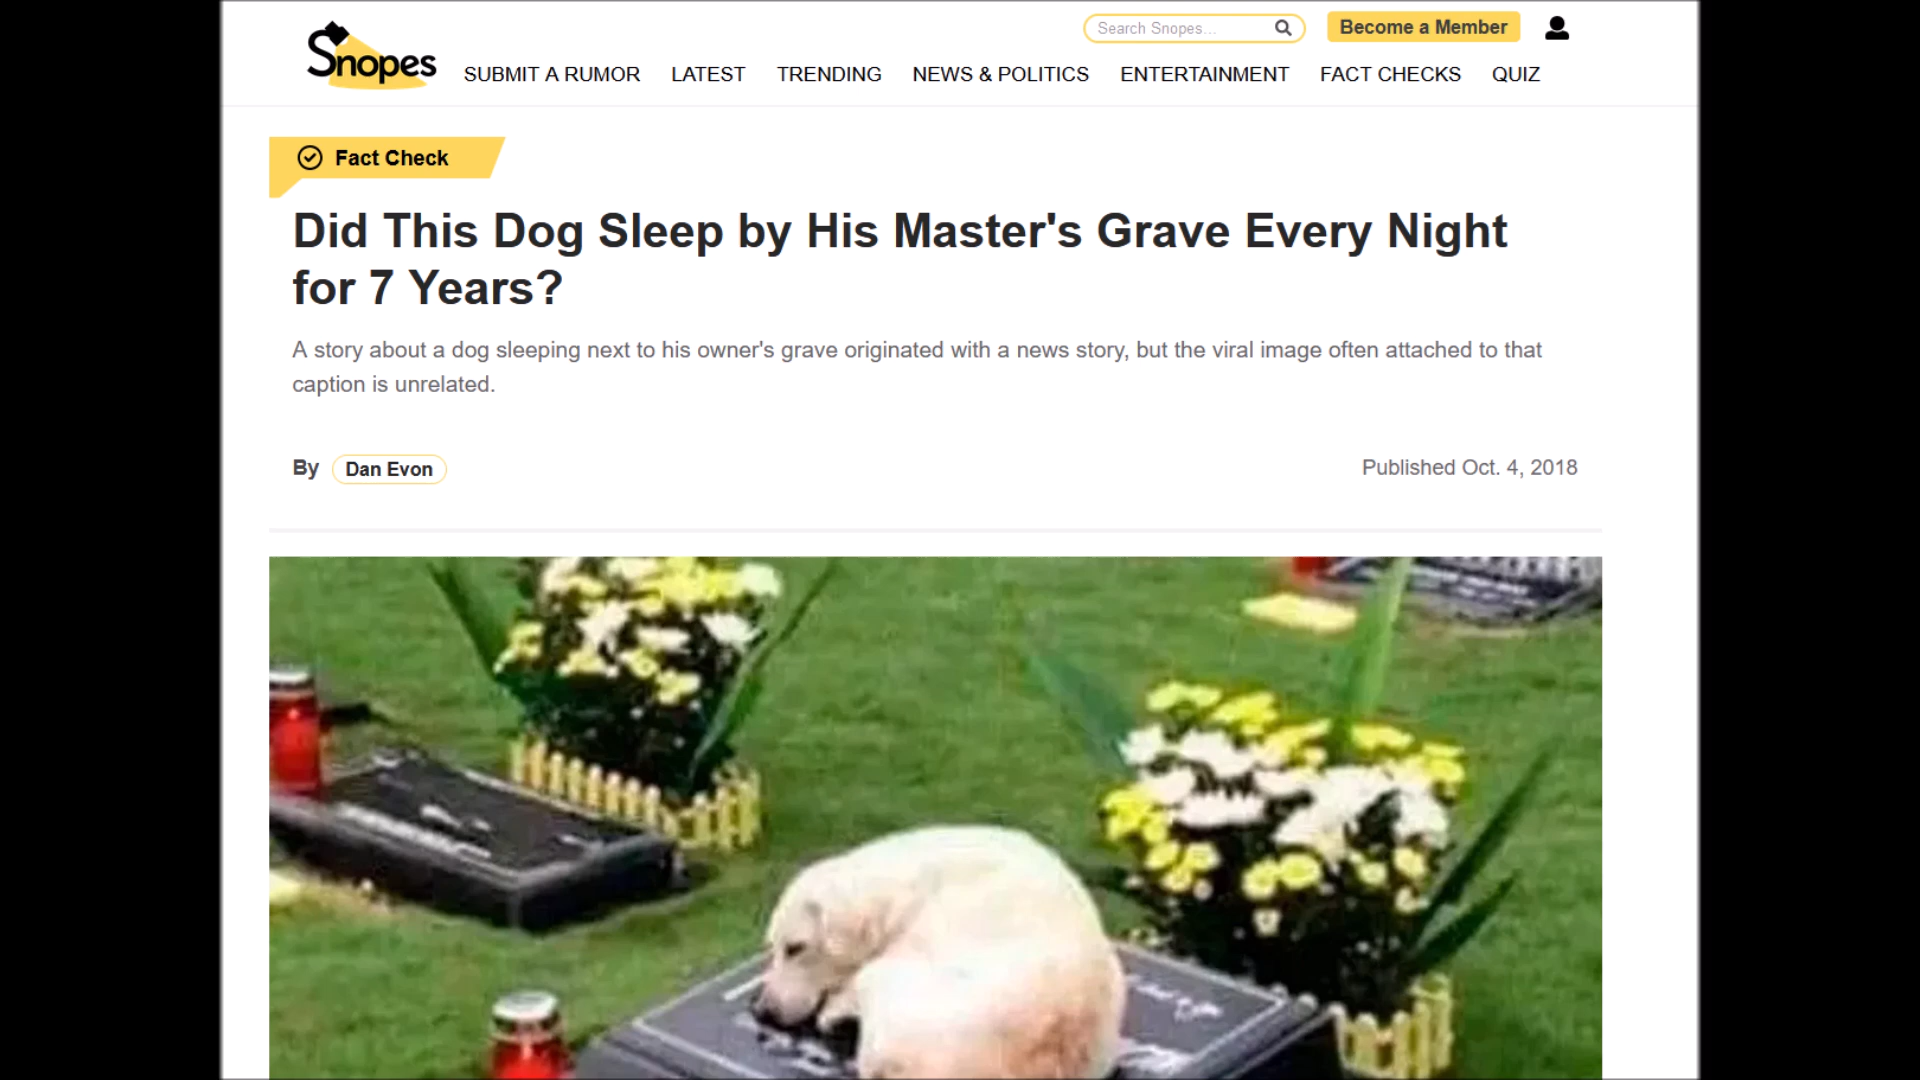 Snopes
Search Snopes...
Become a Member
SUBMIT A RUMOR
LATEST
TRENDING
NEWS & POLITICS
ENTERTAINMENT
FACT CHECKS
QUIZ
Fact Check
Did This Dog Sleep by His Master's Grave Every Night
for 7 Years?
A story about a dog sleeping next to his owner's grave originated with a news story, but the viral image often attached to that
caption is unrelated.
By Dan Evon
Published Oct. 4, 2018